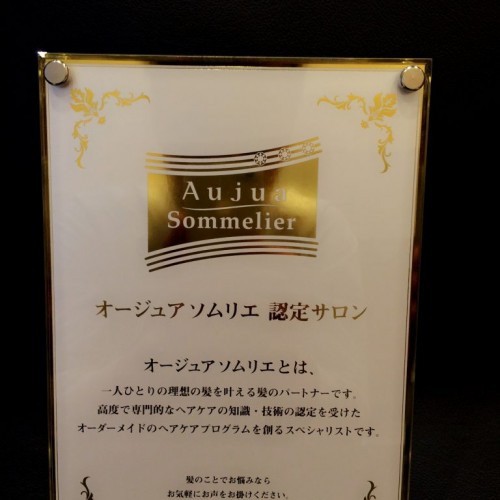 Aujua
Sommelier
オージュア ソムリエ 認定サロン
オージュア ソムリエとは、
一人ひとりの理想の髪を叶える髪のパートナーです。
高度で専門的なヘアケアの知識・技術の認定を受けた
オーダーメイドのヘアケアプログラムを創るスペシャリストです。
髪のことでお悩みなら
お気軽にお声をお掛けください。